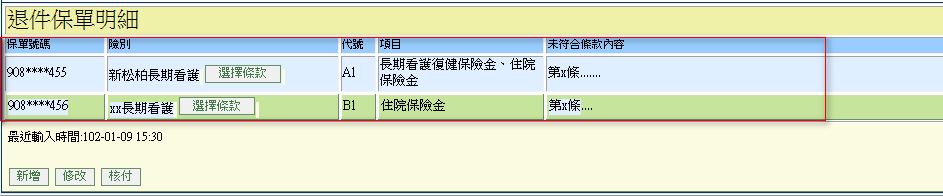 退件保單明細
保單號碼 險別 代號 項目 未符合條款內容
908****455 新松柏長期看護 選擇條款 A1 長期看護復健保險金、住院保險金 第x條.......
908****456 xx長期看護 選擇條款 B1 住院保險金 第x條....
最近輸入時間:102-01-09 15:30
新增 修改 核付